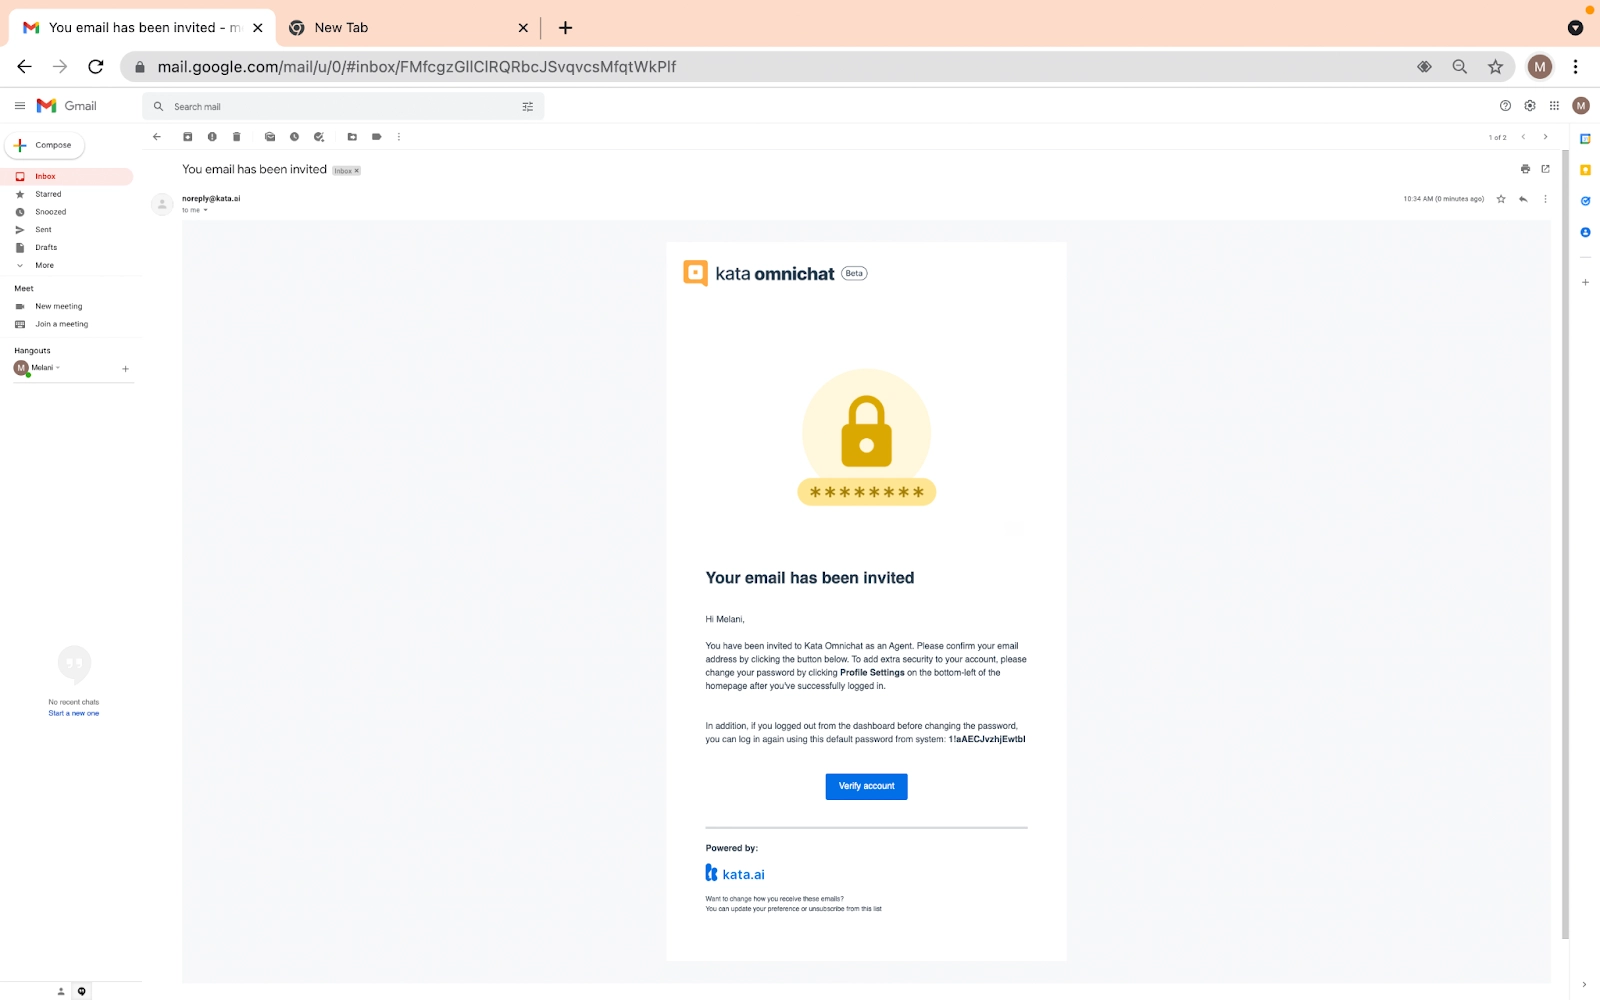 You email has been invited - m
New Tab
mail.google.com/mail/u/0/#inbox/FMfcgzGllClRQRbcJSvqvcsMfqtWkPlf
M
Gmail
Search mail
M
Compose
1 of 2
Inbox
Starred
Snoozed
Sent
Drafts
More
Meet
New meeting
Join a meeting
Hangouts
M Melani
No recent chats
Start a new one
You email has been invited Inbox x
noreply@kata.ai
to me
10:34 AM (0 minutes ago)
kata omnichat Beta
********
Your email has been invited
Hi Melani,
You have been invited to Kata Omnichat as an Agent. Please confirm your email
address by clicking the button below. To add extra security to your account, please
change your password by clicking Profile Settings on the bottom-left of the
homepage after you've successfully logged in.
In addition, if you logged out from the dashboard before changing the password,
you can log in again using this default password from system: 1!aAECJvzhjEwtbI
Verify account
Powered by:
kata.ai
Want to change how you receive these emails?
You can update your preference or unsubscribe from this list